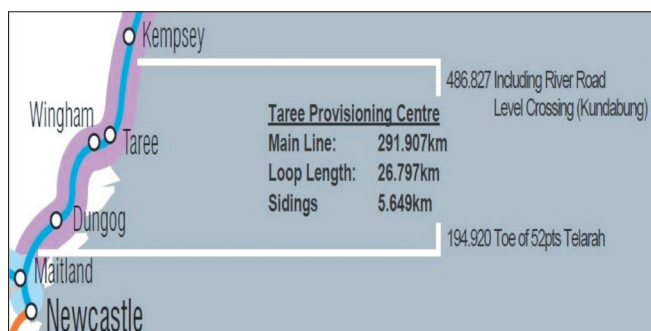 Kempsey
486.827 Including River Road
Level Crossing (Kundabung)
Wingham
Taree
Taree Provisioning Centre
Main Line: 291.907km
Loop Length: 26.797km
Sidings 5.649km
Dungog
194.920 Toe of 52pts Telarah
Maitland
Newcastle